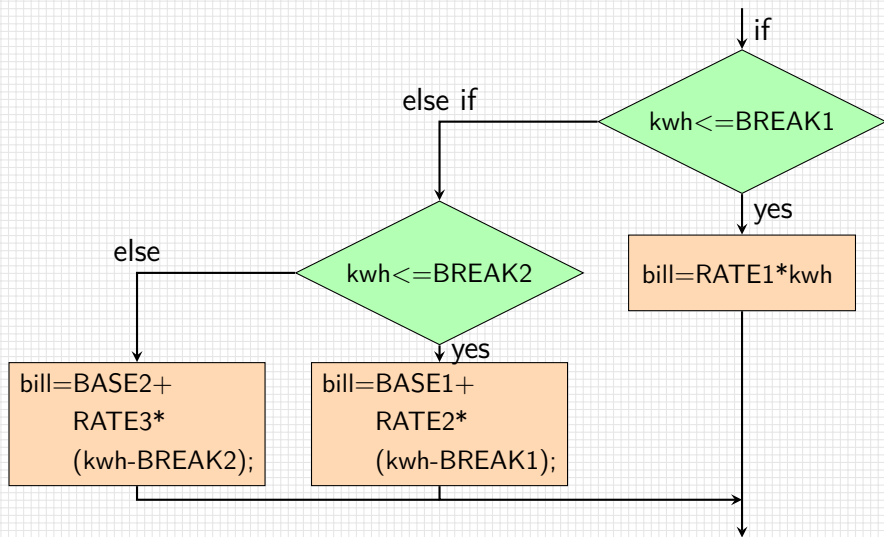 if
kwh<=BREAK1
else if
yes
bill=RATE1*kwh
kwh<=BREAK2
else
yes
bill=BASE2+
RATE3*
(kwh-BREAK2);
bill=BASE1+
RATE2*
(kwh-BREAK1);